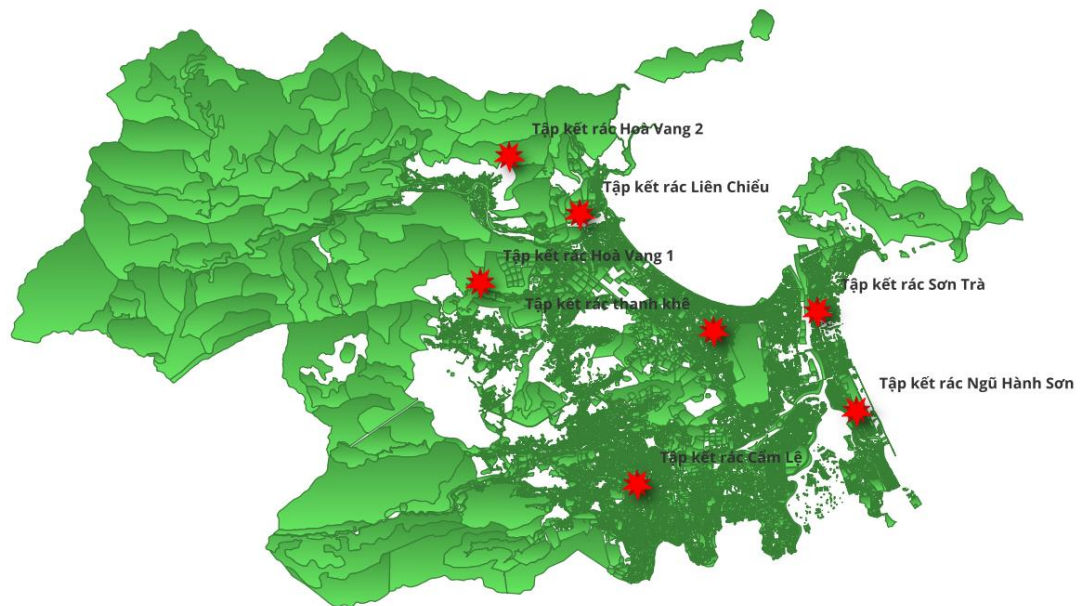 Tập kết rác Hoà Vang 2
Tập kết rác Liên Chiểu
Tập kết rác Hoà Vang 1
Tập kết rác Sơn Trà
Tập kết rác thanh khê
Tập kết rác Ngũ Hành Sơn
Tập kết rác Cẩm Lệ